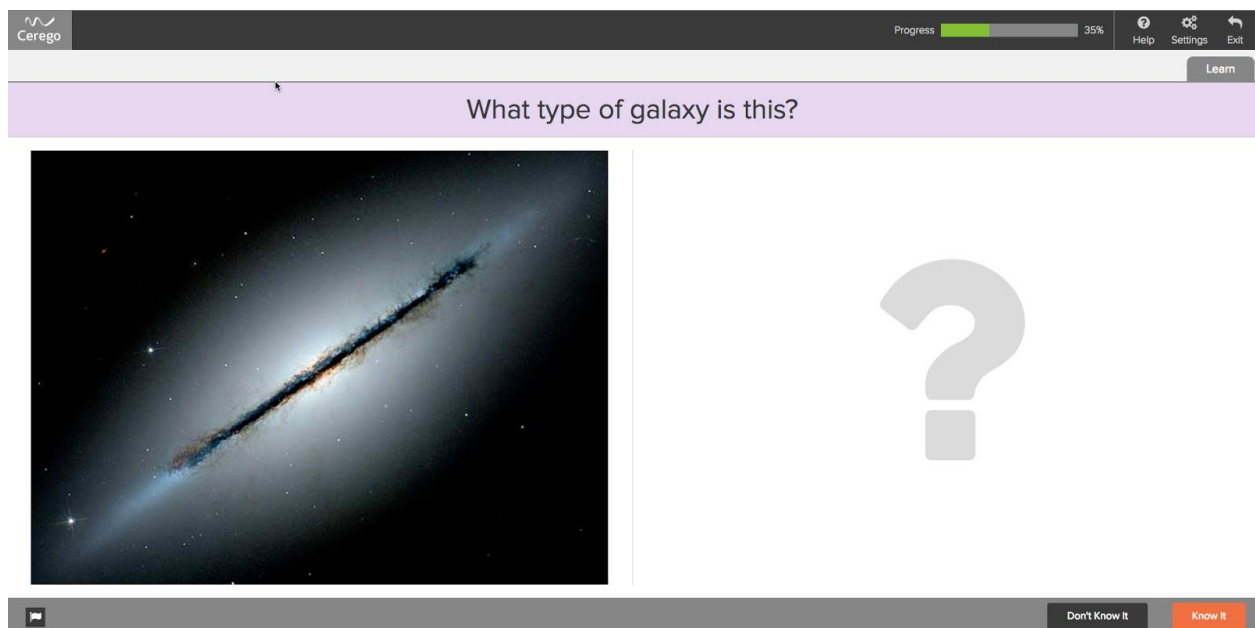 Cerego
Progress 35%
Help Settings Exit
Learn
What type of galaxy is this?
?
Don't Know It Know It